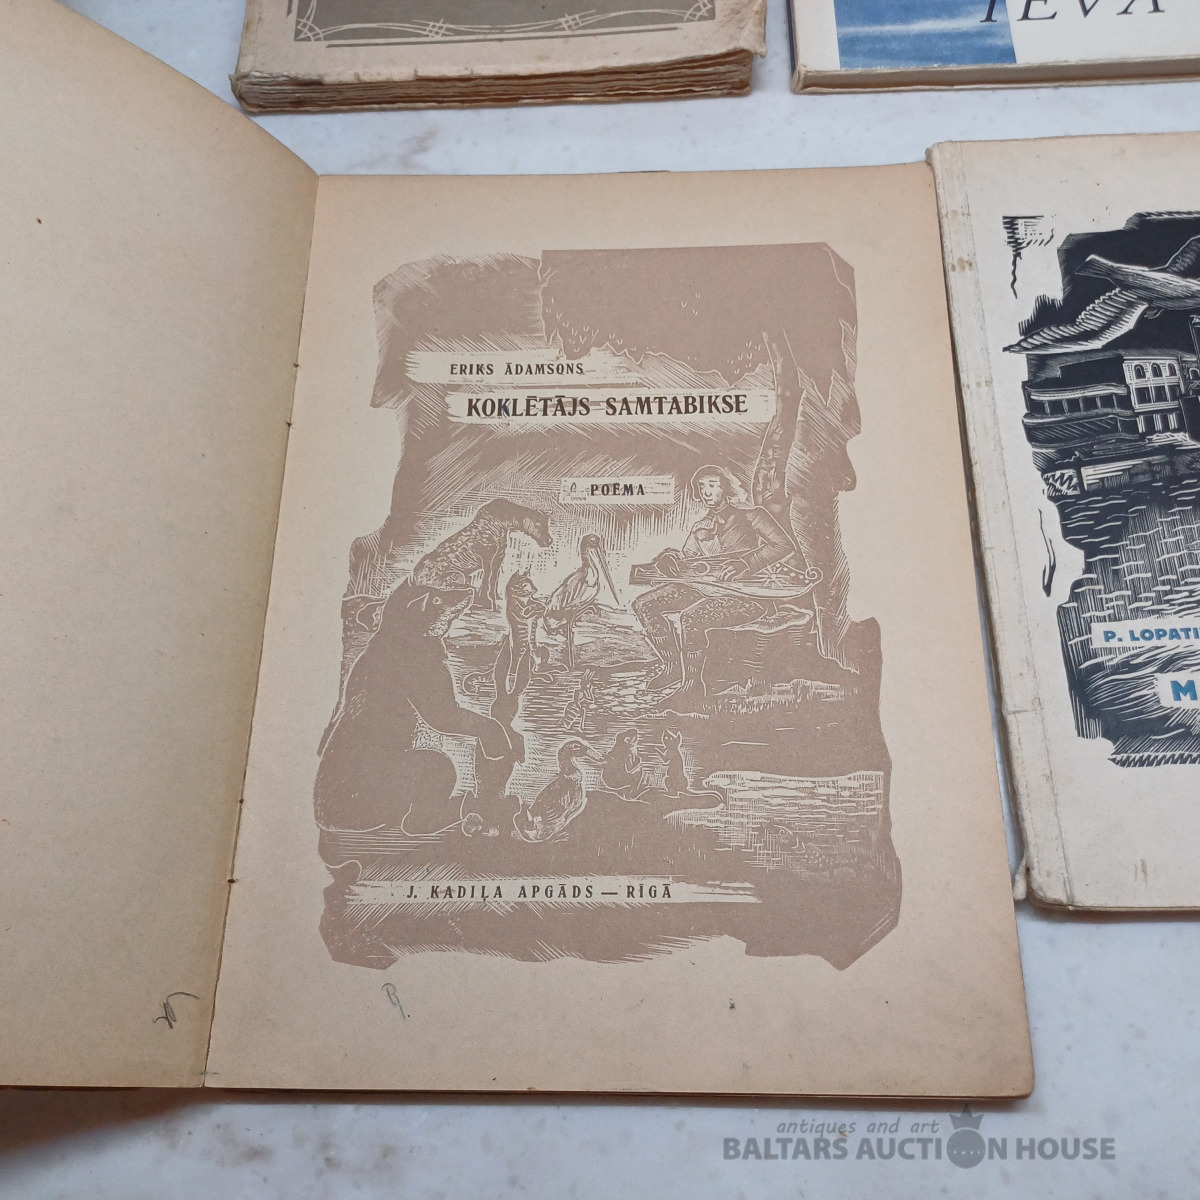 IEVA
ERIKS ĀDAMSONS
KOKLĒTĀJS SAMTABIKSE
POĒMA
J. KADIĻA APGĀDS — RĪGĀ
P. LOPATI
M
antiques and art
BALTARS AUCTION HOUSE